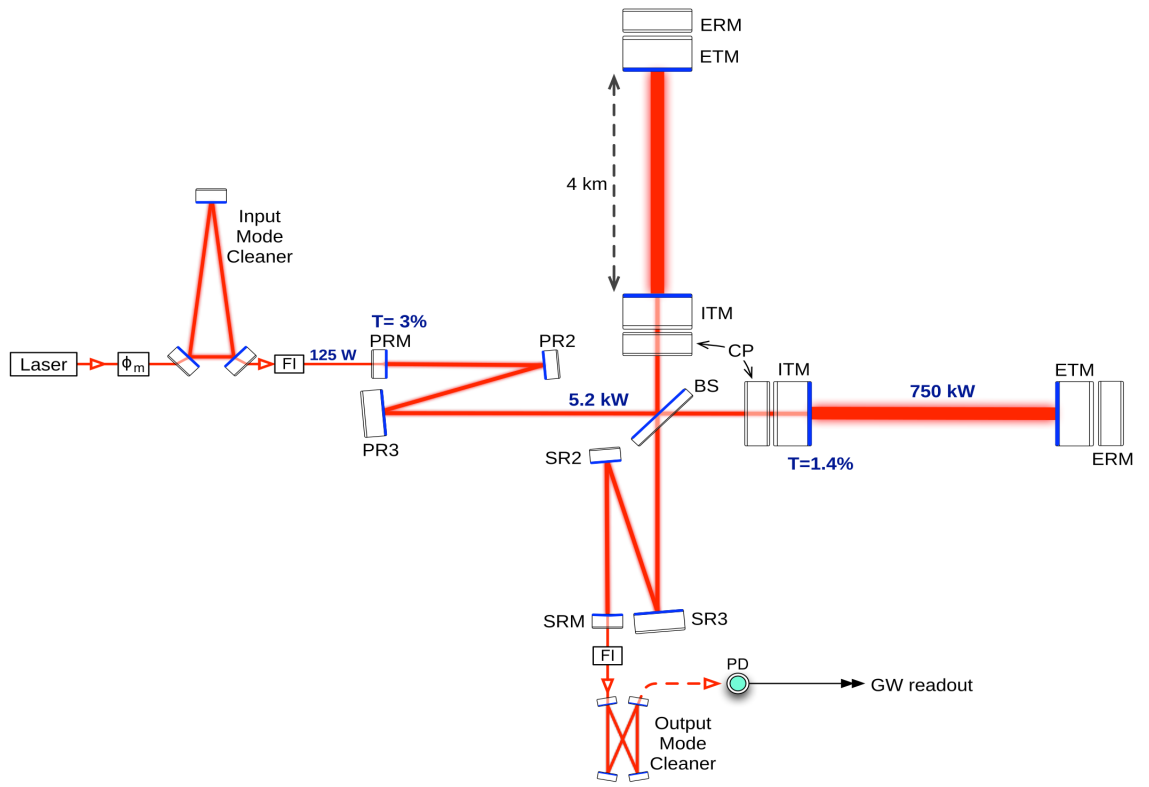 ERM
ETM
4 km
Input
Mode
Cleaner
ITM
T= 3%
PRM
PR2
CP
Laser
ϕm
FI
125 W
ITM
ETM
BS
5.2 kW
750 kW
PR3
SR2
T=1.4%
ERM
SRM
SR3
FI
PD
GW readout
Output
Mode
Cleaner